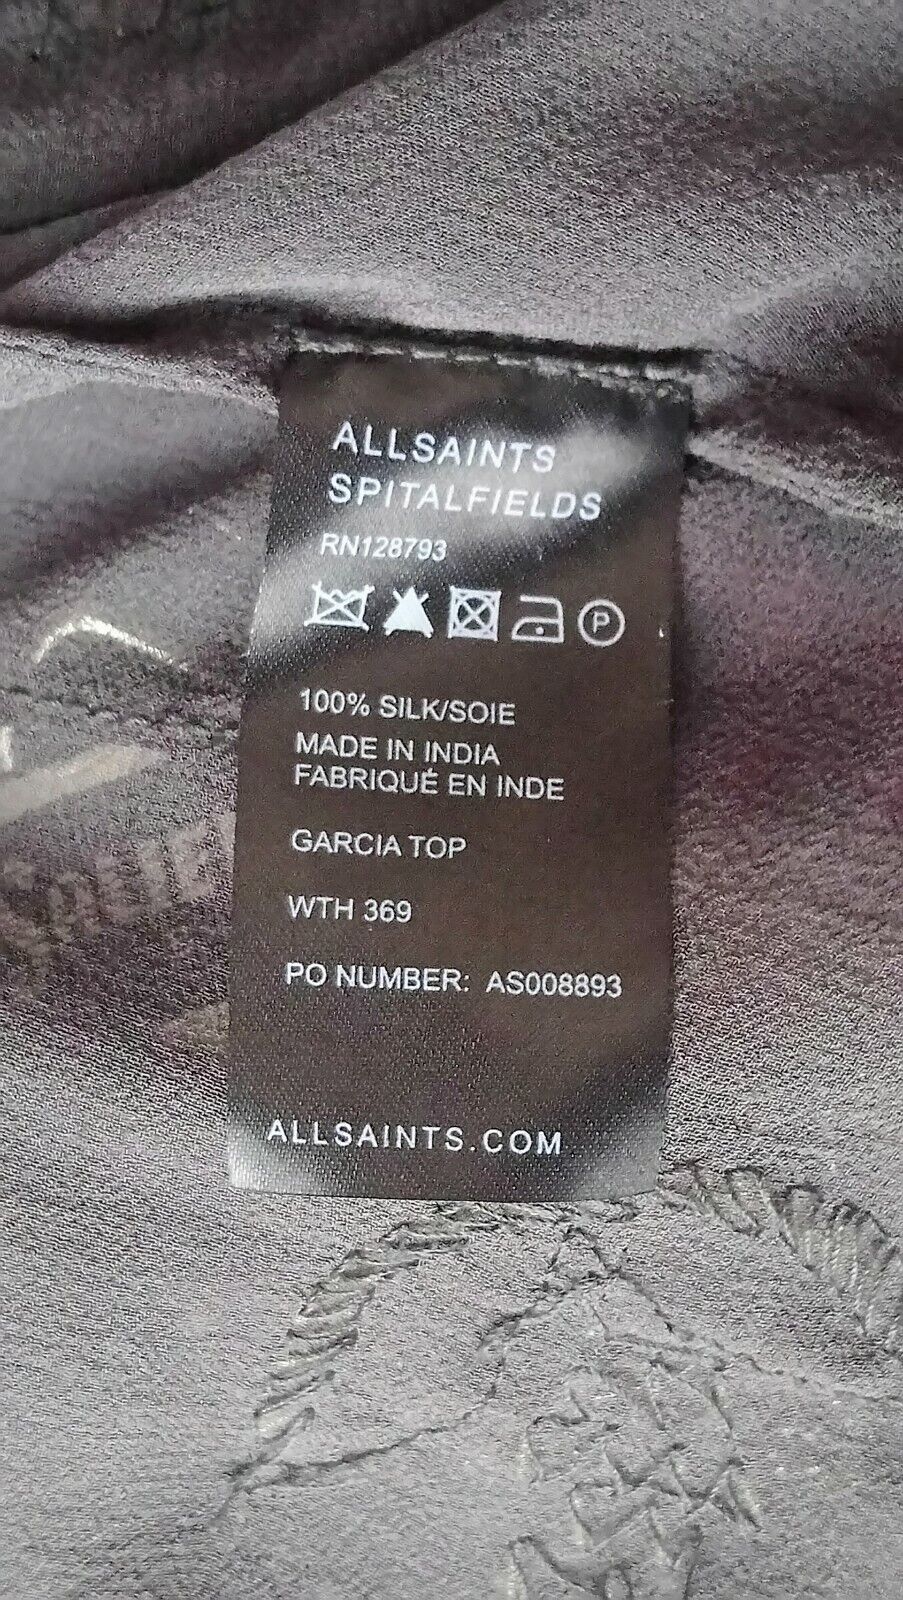 ALLSAINTS
SPITALFIELDS
RN128793
P
100% SILK/SOIE
MADE IN INDIA
FABRIQUÉ EN INDE
GARCIA TOP
WTH 369
PO NUMBER: AS008893
ALLSAINTS.COM